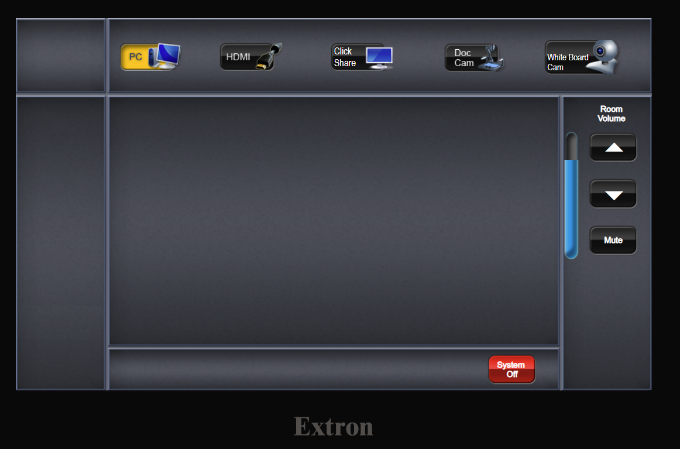 PC
HDMI
Click
Share
Doc
Cam
White Board
Cam
Room
Volume
Mute
System
Off
Extron